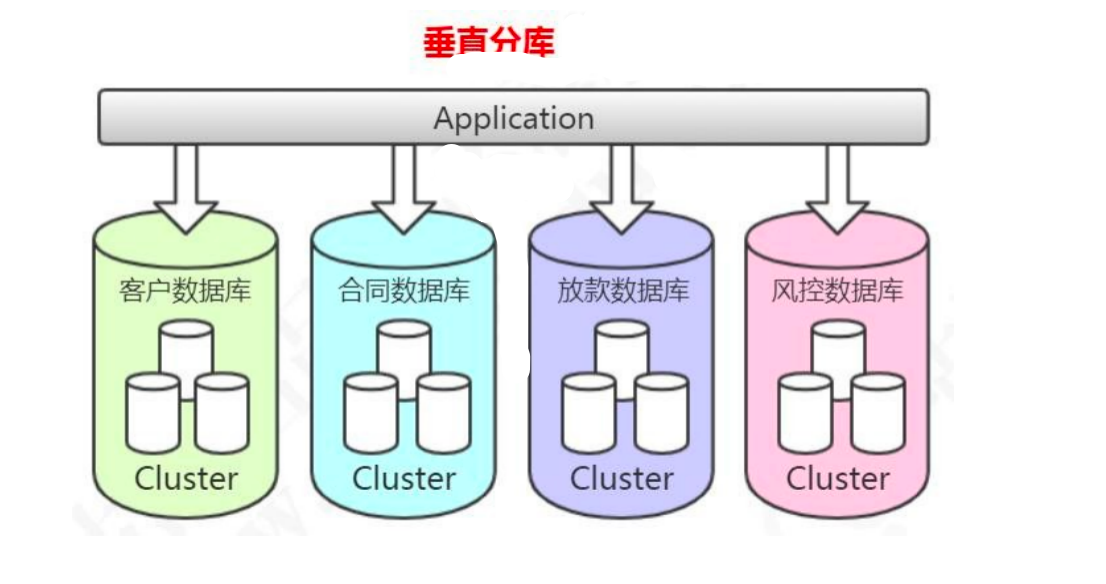 垂直分库
Application
客户数据库
合同数据库
放款数据库
风控数据库
Cluster
Cluster
Cluster
Cluster